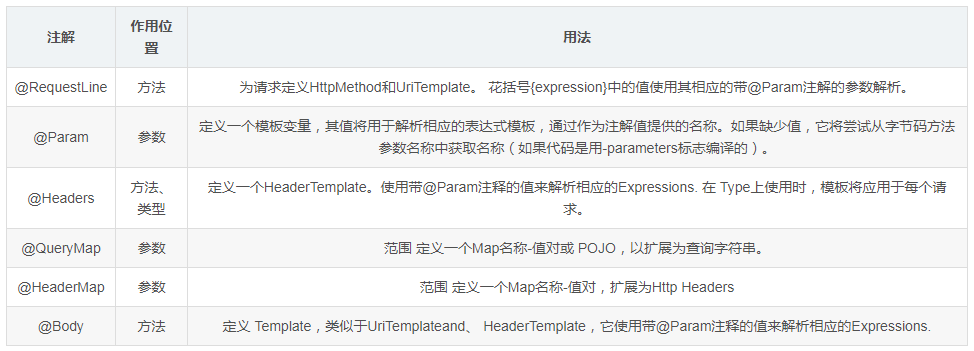 注解 作用位置 用法
@RequestLine 方法 为请求定义HttpMethod和UriTemplate。 花括号{expression}中的值使用其相应的带@Param注解的参数解析。
@Param 参数 定义一个模板变量，其值将用于解析相应的表达式模板，通过作为注解值提供的名称。如果缺少值，它将尝试从字节码方法
参数名称中获取名称（如果代码是用-parameters标志编译的）。
@Headers 方法、类型 定义一个HeaderTemplate。使用带@Param注释的值来解析相应的Expressions. 在 Type上使用时，模板将应用于每个请
求。
@QueryMap 参数 范围 定义一个Map名称-值对或 POJO，以扩展为查询字符串。
@HeaderMap 参数 范围 定义一个Map名称-值对，扩展为Http Headers
@Body 方法 定义 Template，类似于UriTemplateand、 HeaderTemplate，它使用带@Param注释的值来解析相应的Expressions.